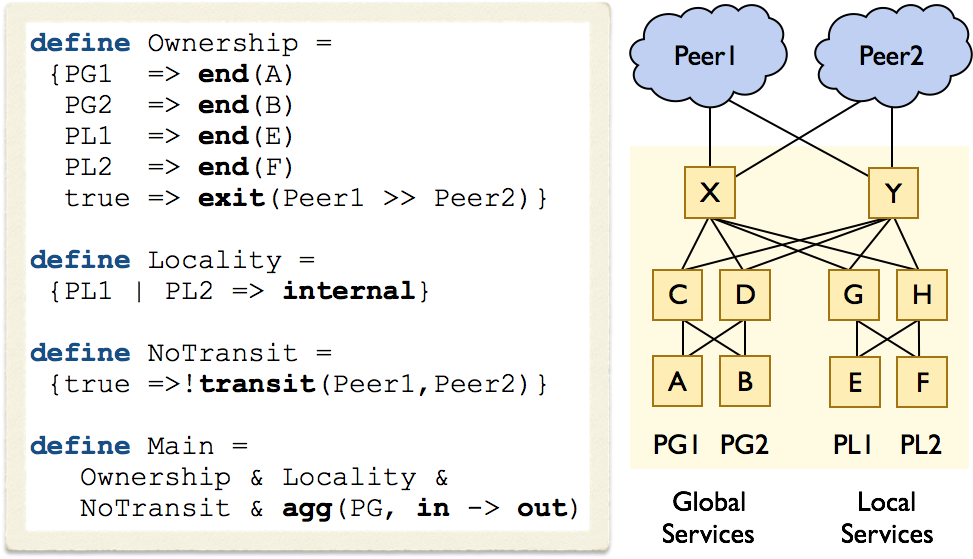 define Ownership =
{PG1 => end(A)
PG2 => end(B)
PL1 => end(E)
PL2 => end(F)
true => exit(Peer1 >> Peer2)}
define Locality =
{PL1 | PL2 => internal}
define NoTransit =
{true =>!transit(Peer1,Peer2)}
define Main =
Ownership & Locality &
NoTransit & agg(PG, in -> out)
Peer1 Peer2
X Y
C D G H
A B E F
PG1 PG2 PL1 PL2
Global Local
Services Services